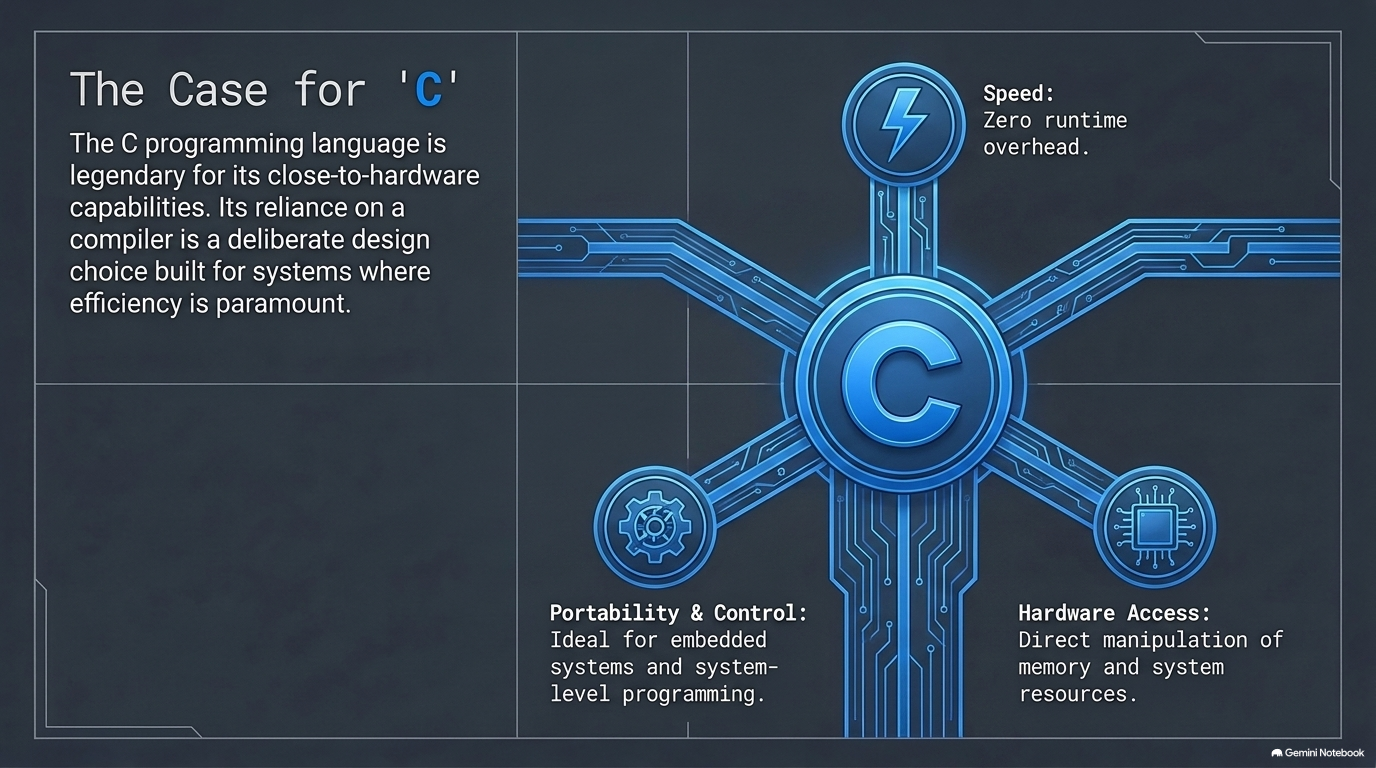 The Case for 'C'
The C programming language is
legendary for its close-to-hardware
capabilities. Its reliance on a
compiler is a deliberate design
choice built for systems where
efficiency is paramount.
Speed:
Zero runtime
overhead.
C
Portability & Control:
Ideal for embedded
systems and system-
level programming.
Hardware Access:
Direct manipulation of
memory and system
resources.
Gemini Notebook